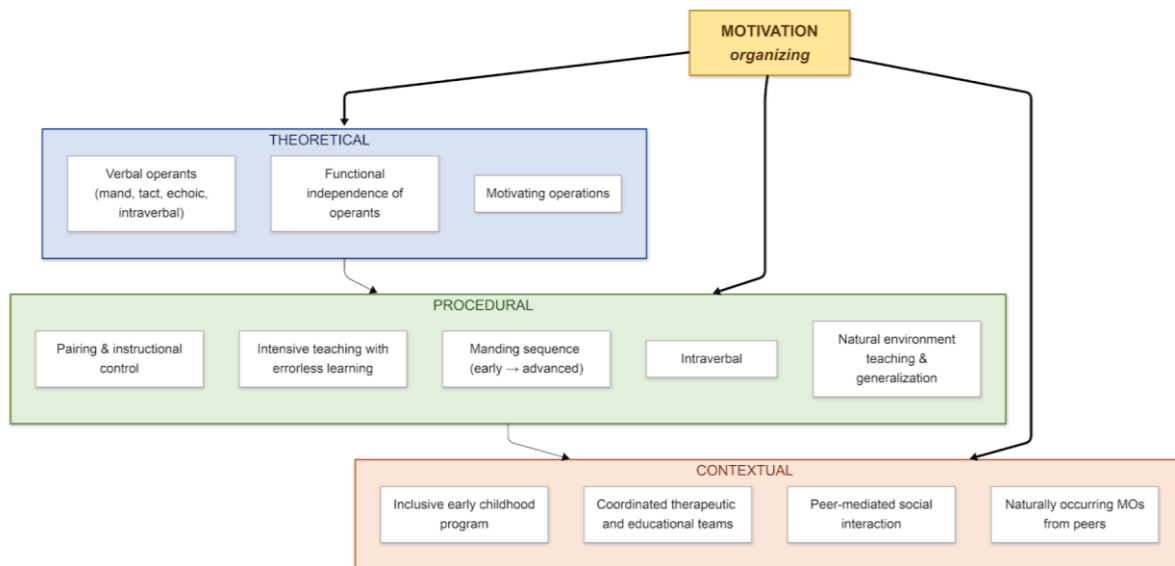 MOTIVATION
organizing
THEORETICAL
Verbal operants
(mand, tact, echoic,
intraverbal)
Functional
independence of
operants
Motivating operations
PROCEDURAL
Pairing & instructional
control
Intensive teaching with
errorless learning
Manding sequence
(early → advanced)
Intraverbal
Natural environment
teaching &
generalization
CONTEXTUAL
Inclusive early childhood
program
Coordinated therapeutic
and educational teams
Peer-mediated social
interaction
Naturally occurring MOs
from peers